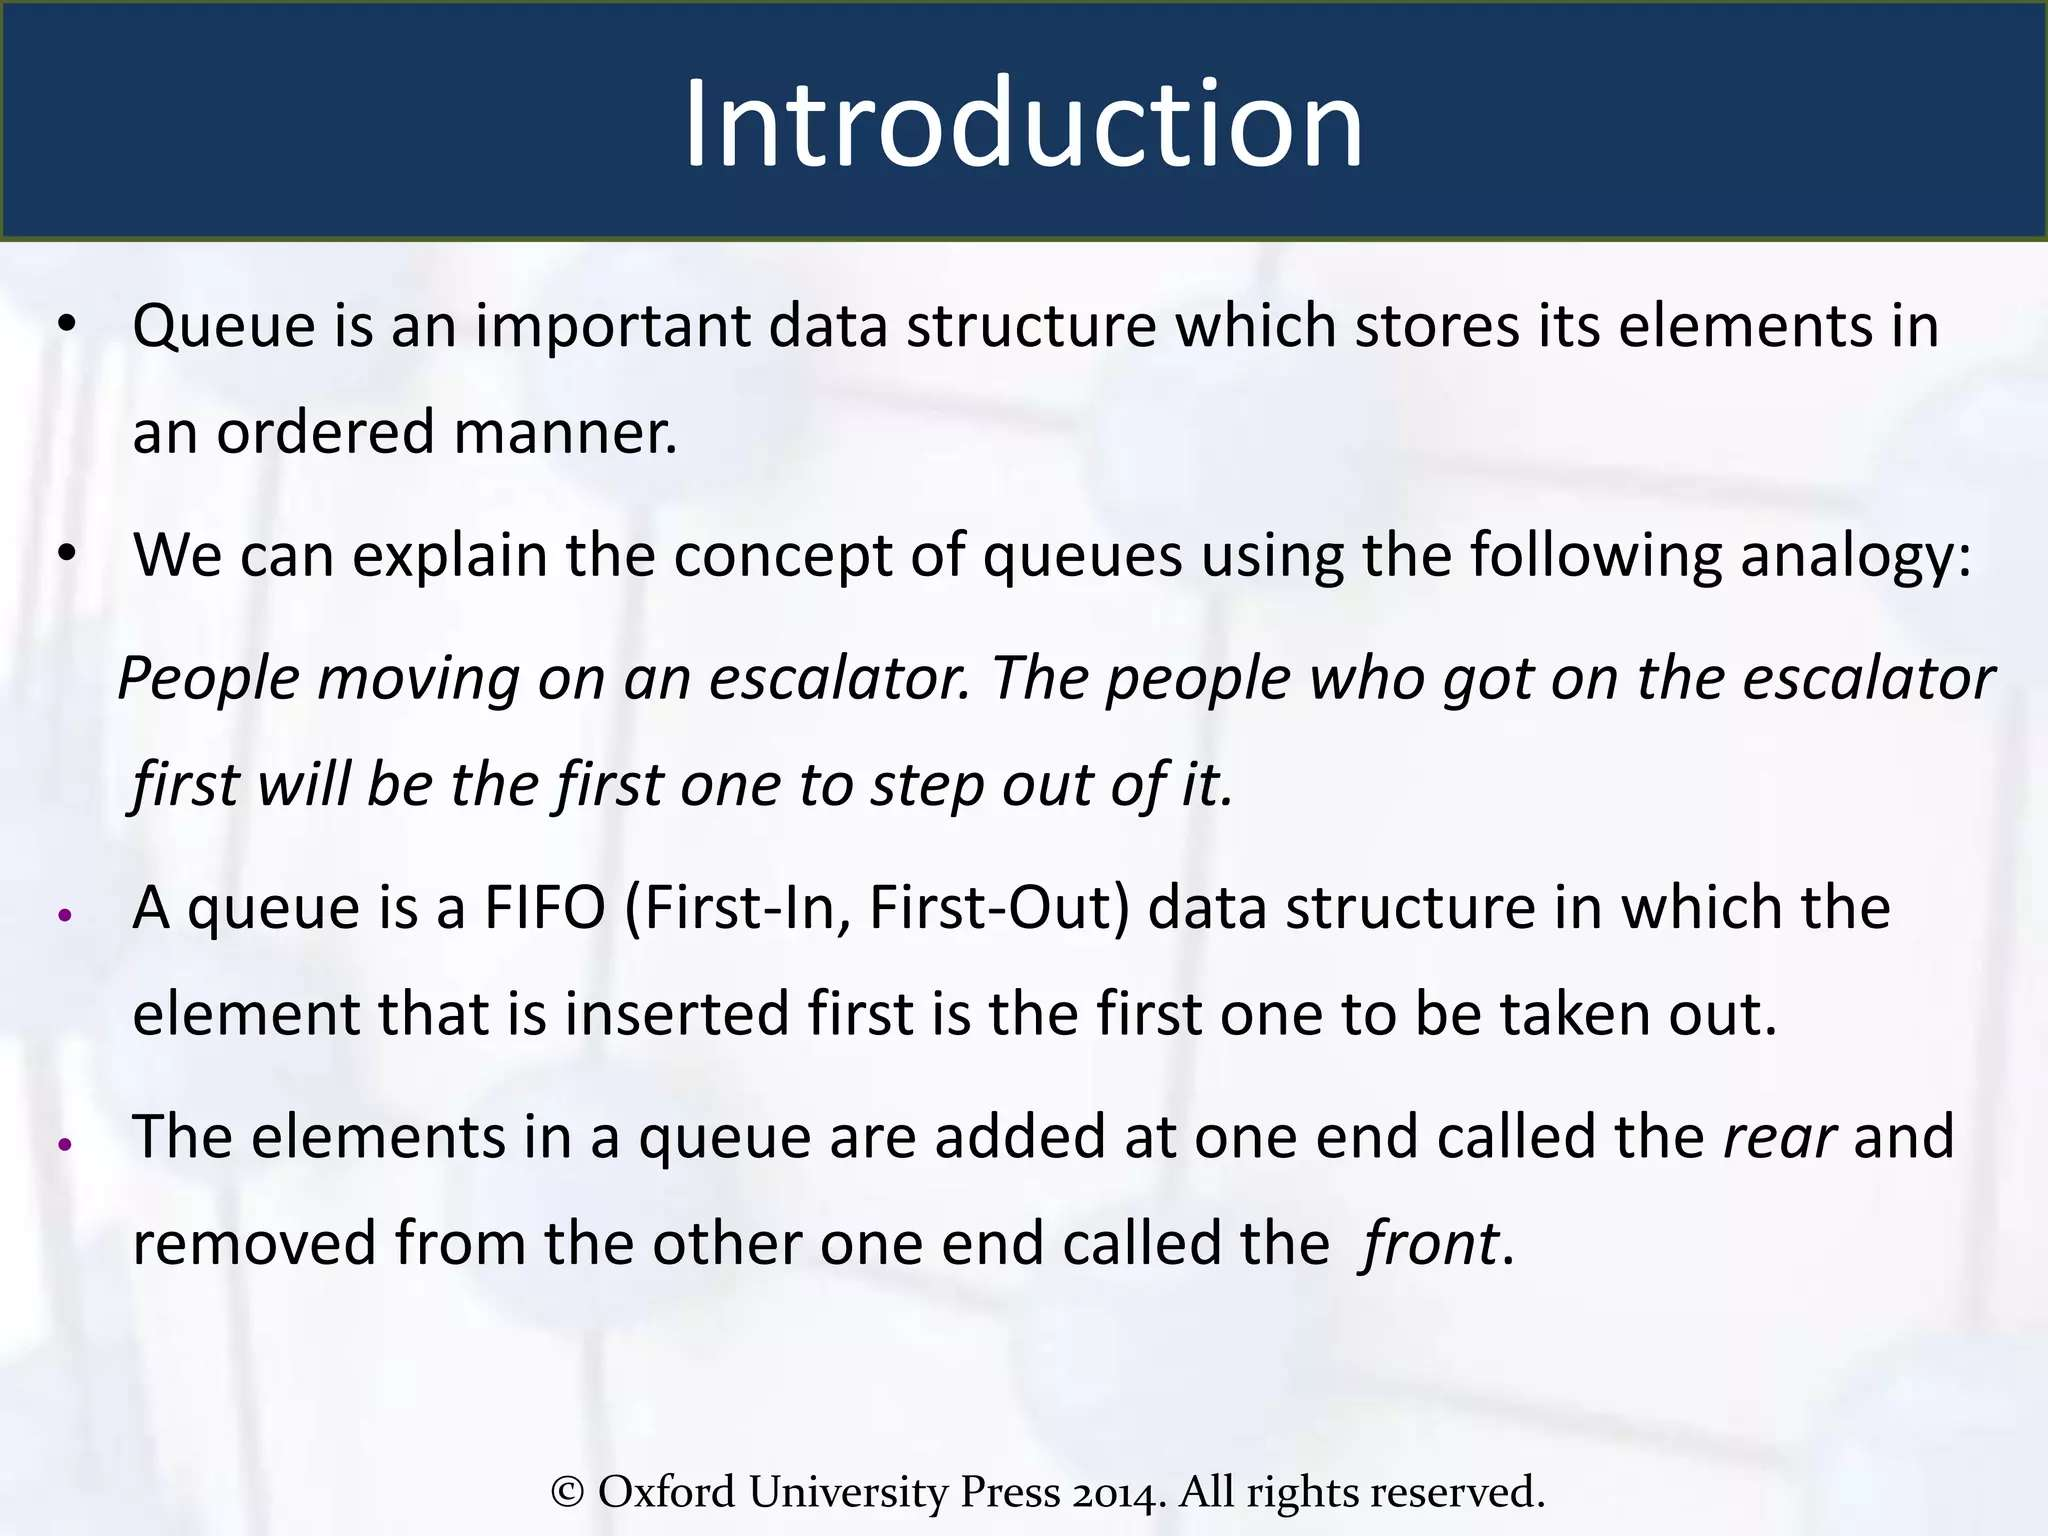 Introduction
• Queue is an important data structure which stores its elements in
an ordered manner.
• We can explain the concept of queues using the following analogy:
People moving on an escalator. The people who got on the escalator
first will be the first one to step out of it.
• A queue is a FIFO (First-In, First-Out) data structure in which the
element that is inserted first is the first one to be taken out.
• The elements in a queue are added at one end called the rear and
removed from the other one end called the front.
© Oxford University Press 2014. All rights reserved.